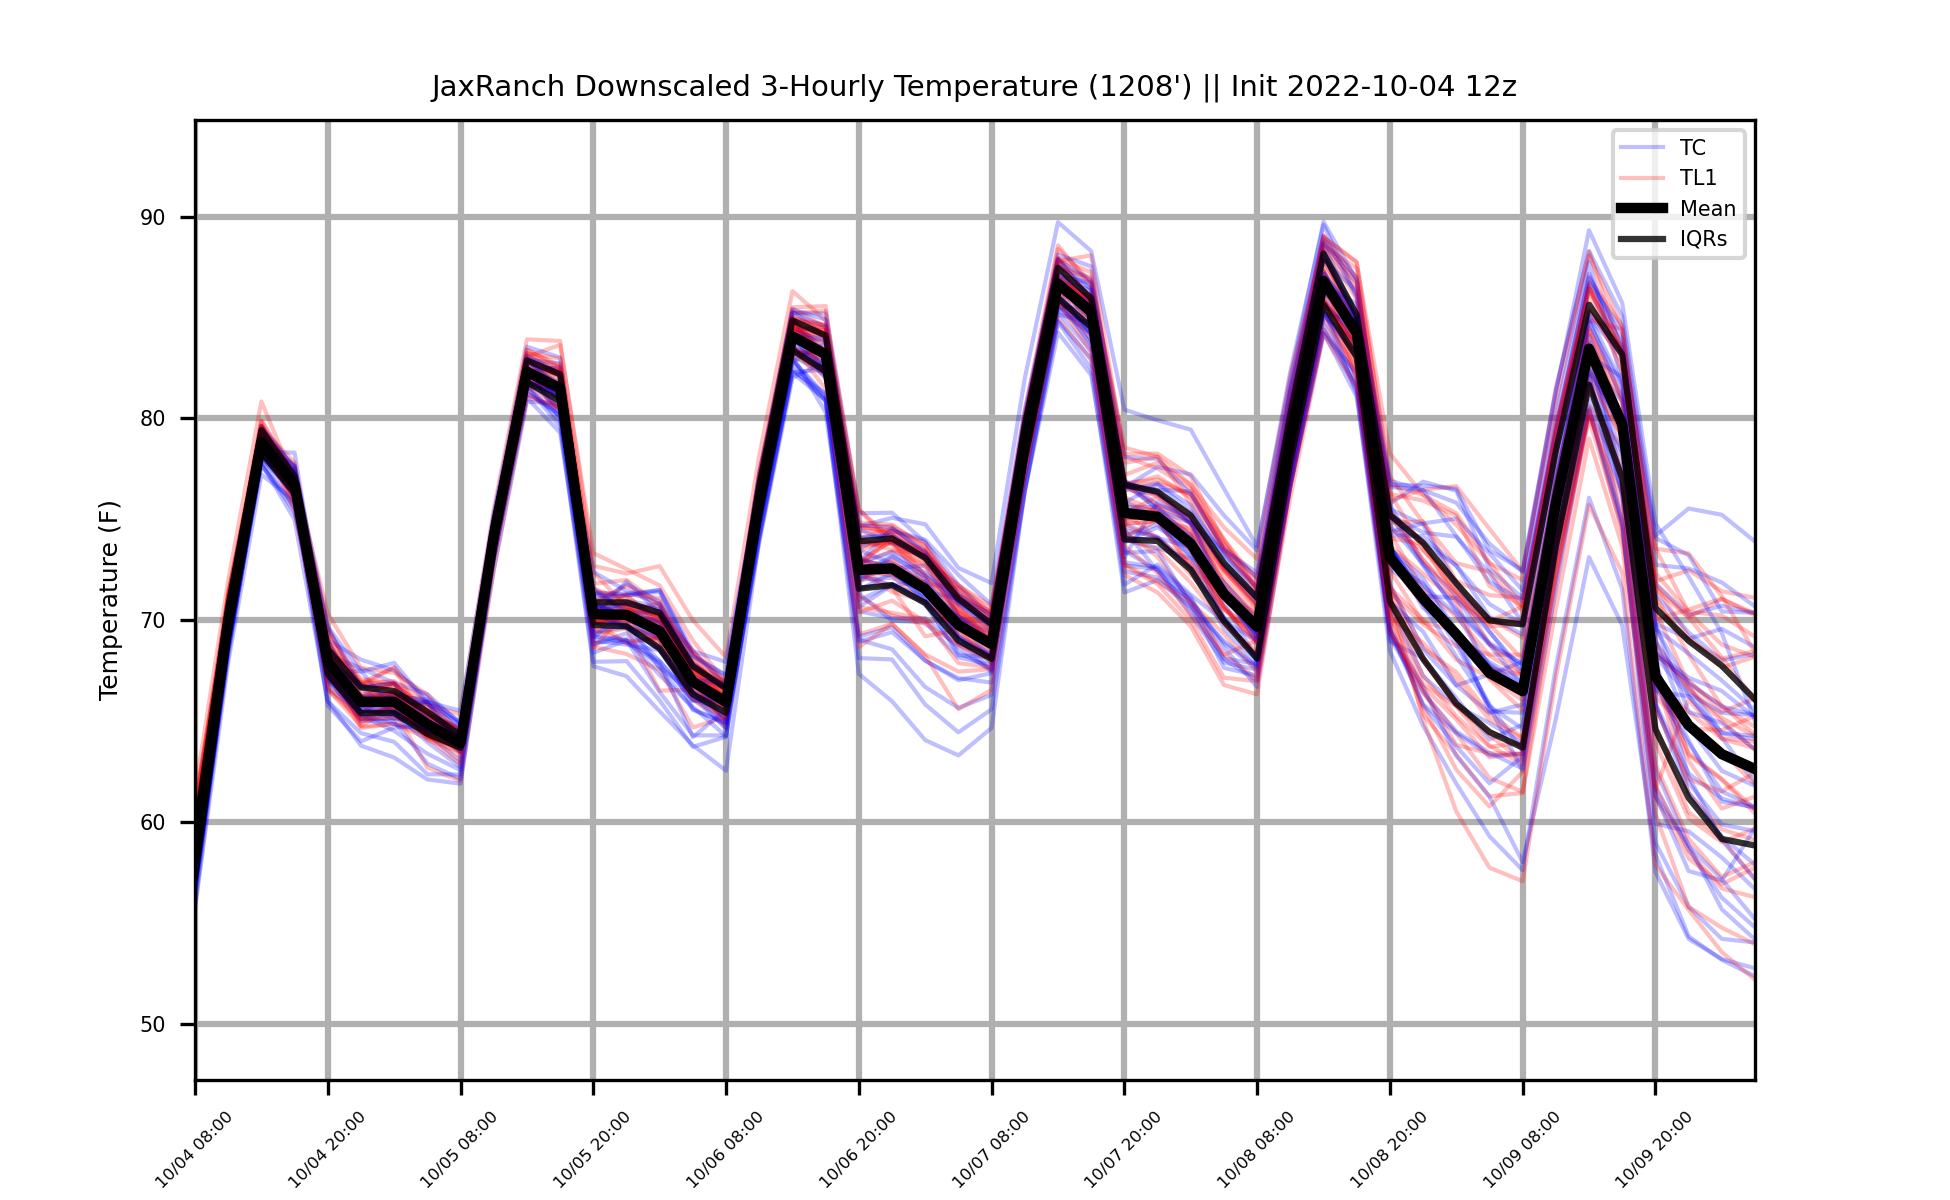 JaxRanch Downscaled 3-Hourly Temperature (1208') || Init 2022-10-04 12z
TC
TL1
Mean
IQRs
Temperature (F)
90
80
70
60
50
10/04 08:00
10/04 20:00
10/05 08:00
10/05 20:00
10/06 08:00
10/06 20:00
10/07 08:00
10/07 20:00
10/08 08:00
10/08 20:00
10/09 08:00
10/09 20:00